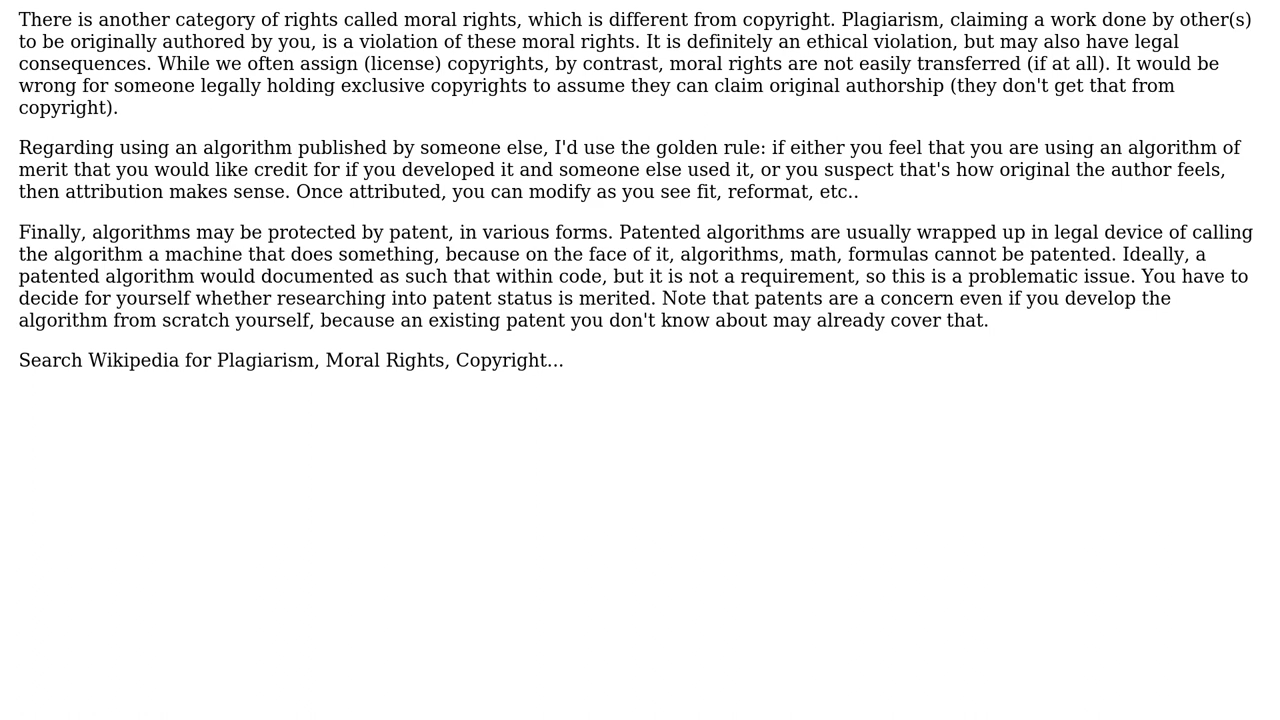 There is another category of rights called moral rights, which is different from copyright. Plagiarism, claiming a work done by other(s)
to be originally authored by you, is a violation of these moral rights. It is definitely an ethical violation, but may also have legal
consequences. While we often assign (license) copyrights, by contrast, moral rights are not easily transferred (if at all). It would be
wrong for someone legally holding exclusive copyrights to assume they can claim original authorship (they don't get that from
copyright).
Regarding using an algorithm published by someone else, I'd use the golden rule: if either you feel that you are using an algorithm of
merit that you would like credit for if you developed it and someone else used it, or you suspect that's how original the author feels,
then attribution makes sense. Once attributed, you can modify as you see fit, reformat, etc..
Finally, algorithms may be protected by patent, in various forms. Patented algorithms are usually wrapped up in legal device of calling
the algorithm a machine that does something, because on the face of it, algorithms, math, formulas cannot be patented. Ideally, a
patented algorithm would documented as such that within code, but it is not a requirement, so this is a problematic issue. You have to
decide for yourself whether researching into patent status is merited. Note that patents are a concern even if you develop the
algorithm from scratch yourself, because an existing patent you don't know about may already cover that.
Search Wikipedia for Plagiarism, Moral Rights, Copyright...